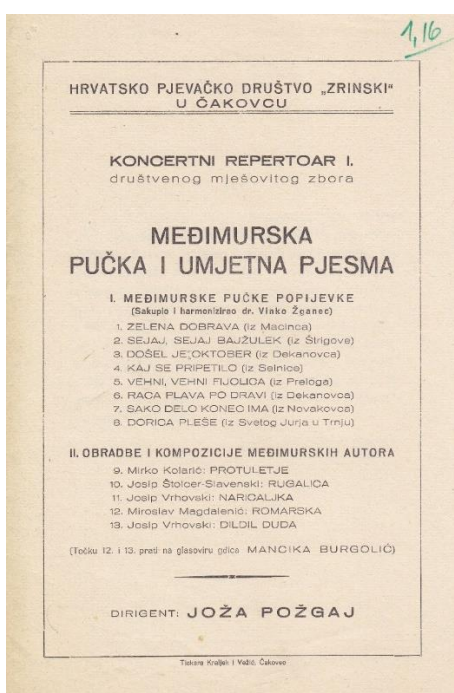 1,16
HRVATSKO PJEVAČKO DRUŠTVO „ZRINSKI“
U ČAKOVCU
KONCERTNI REPERTOAR I.
društvenog mješovitog zbora
MEĐIMURSKA
PUČKA I UMJETNA PJESMA
I. MEĐIMURSKE PUČKE POPIJEVKE
(Sakupio i harmonizirao dr. Vinko Žganec)
1. ZELENA DOBRAVA (iz Macinca)
2. SEJAJ, SEJAJ BAJŽULEK (iz Štrigove)
3. DOŠEL JE OKTOBER (iz Dekanovca)
4. KAJ SE PRIPETILO (iz Selnice)
5. VEHNI, VEHNI FIJOLICA (iz Preloga)
6. RACA PLAVA PO DRAVI (iz Dekanovca)
7. SAKO DELO KONEC IMA (iz Novakovca)
8. DORICA PLEŠE (iz Svetog Jurja u Trnju)
II. OBRADBE I KOMPOZICIJE MEĐIMURSKIH AUTORA
9. Mirko Kolarić: PROTULETJE
10. Josip Štolcer-Slavenski: RUGALICA
11. Josip Vrhovski: NARICALJKA
12. Miroslav Magdalenić: ROMARSKA
13. Josip Vrhovski: DILDIL DUDA
(Točku 12. i 13. prati na glasoviru gdica MANCIKA BURGOLIĆ)
DIRIGENT: JOŽA POŽGAJ
Tiskara Kraljek i Vežić, Čakovec